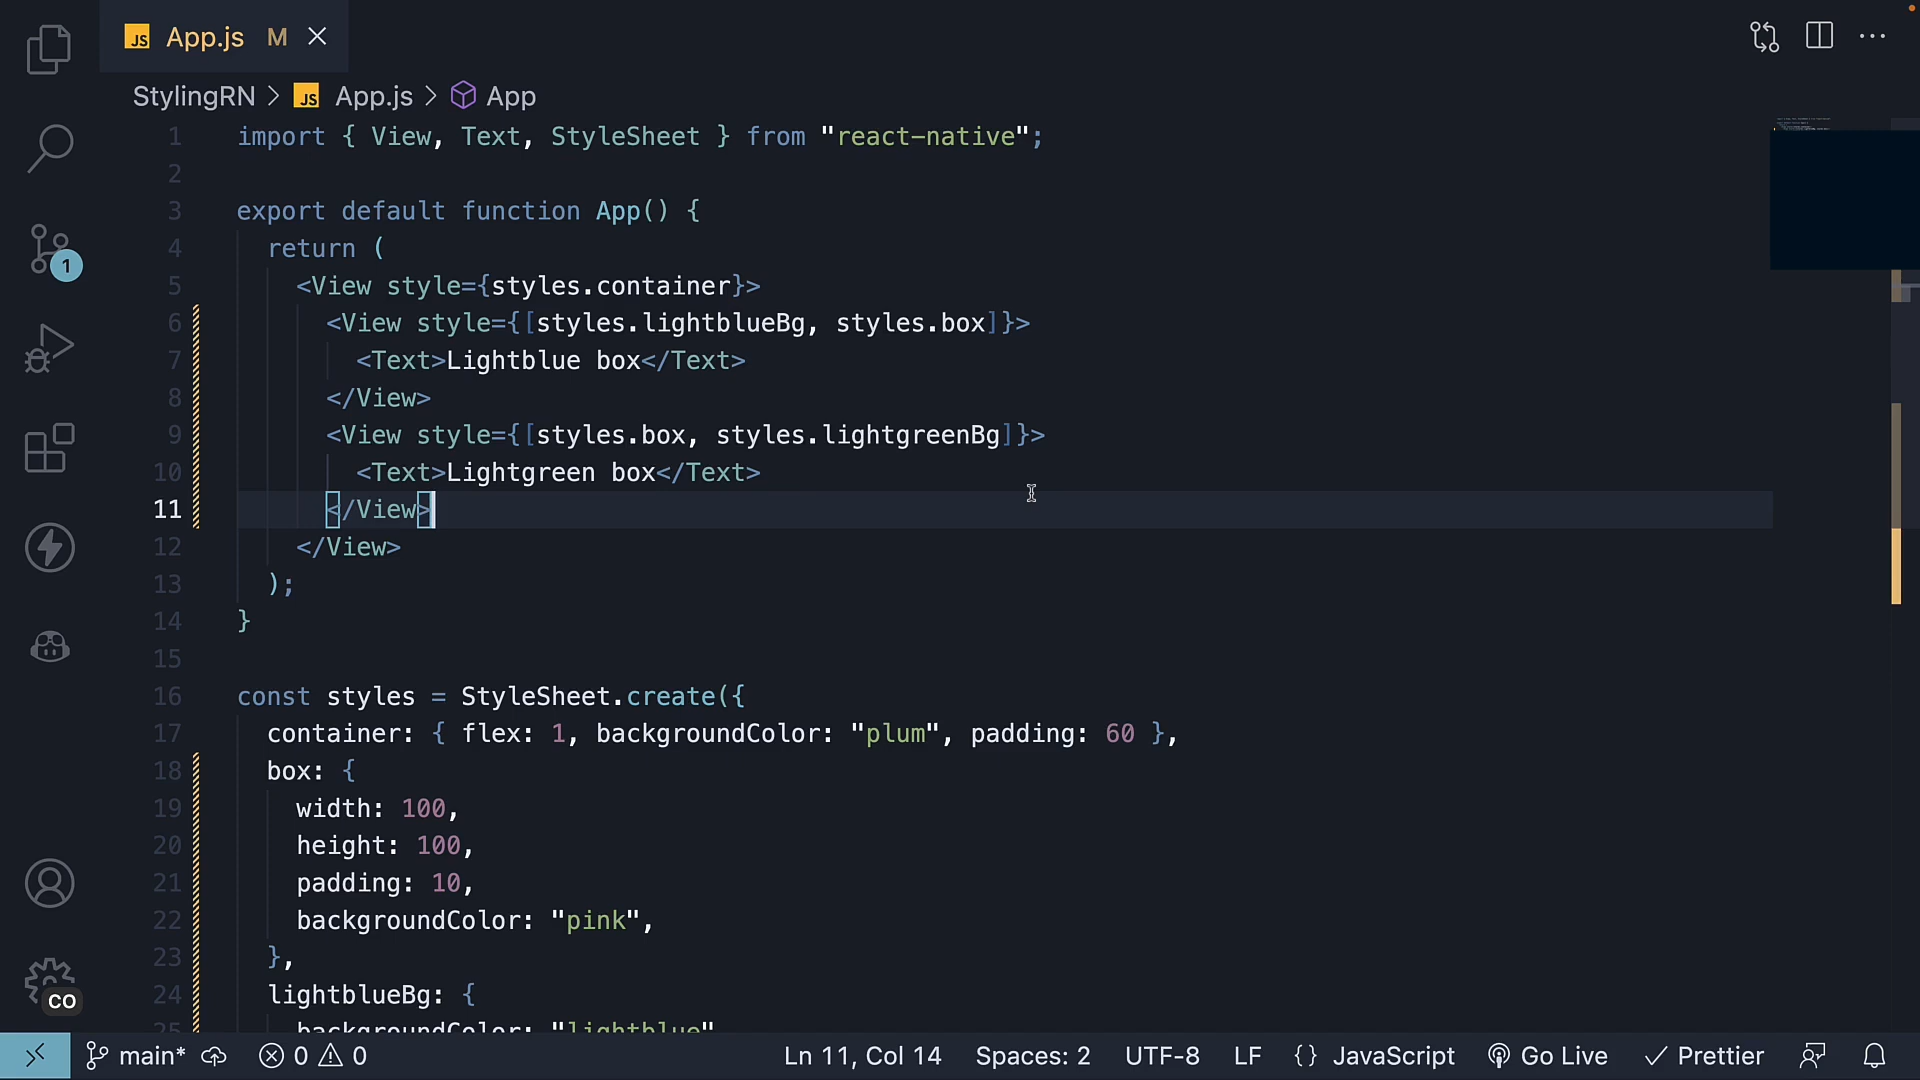 JS App.js M
StylingRN > JS App.js > App
1 import { View, Text, StyleSheet } from "react-native";
2
3 export default function App() {
4 return (
5 <View style={styles.container}>
6 <View style={[styles.lightblueBg, styles.box]}>
7 <Text>Lightblue box</Text>
8 </View>
9 <View style={[styles.box, styles.lightgreenBg]}>
10 <Text>Lightgreen box</Text>
11 </View>
12 </View>
13 );
14 }
15
16 const styles = StyleSheet.create({
17 container: { flex: 1, backgroundColor: "plum", padding: 60 },
18 box: {
19 width: 100,
20 height: 100,
21 padding: 10,
22 backgroundColor: "pink",
23 },
24 lightblueBg: {
25 backgroundColor: "lightblue"
1
CO
main* 0 0 Ln 11, Col 14 Spaces: 2 UTF-8 LF {} JavaScript Go Live Prettier